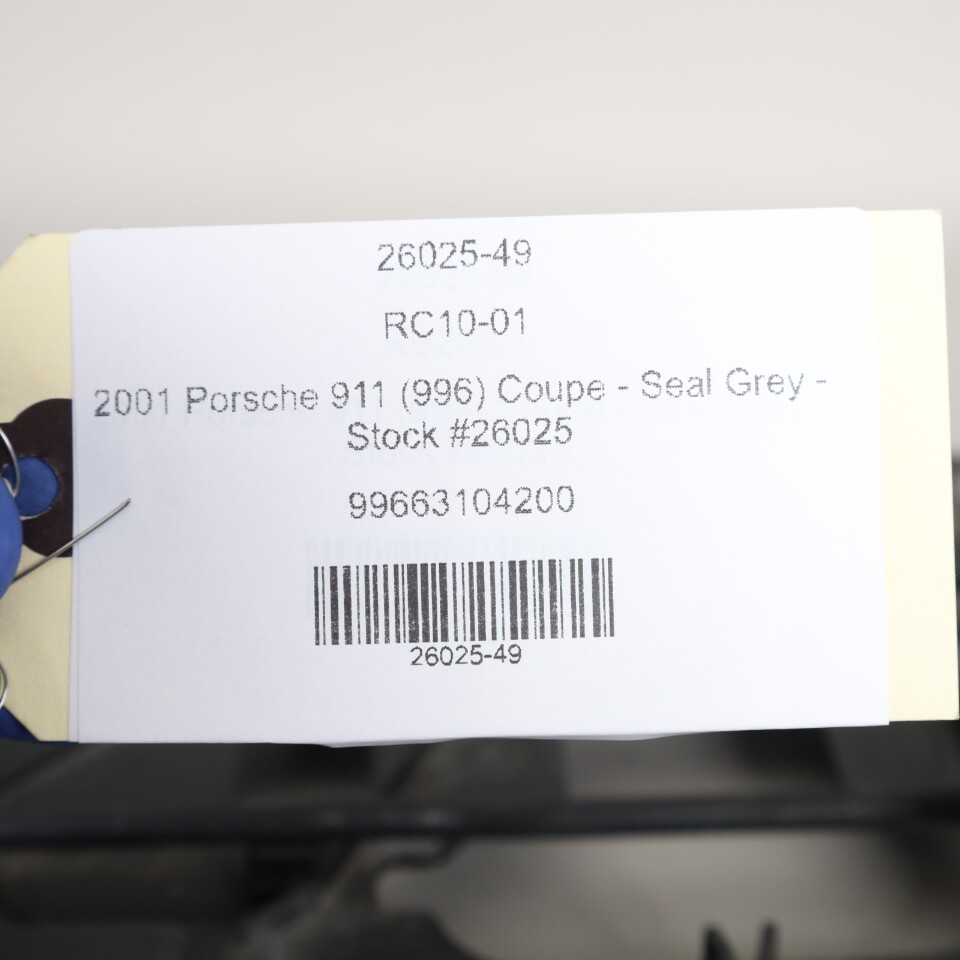 26025-49
RC10-01
2001 Porsche 911 (996) Coupe - Seal Grey -
Stock #26025
99663104200
26025-49